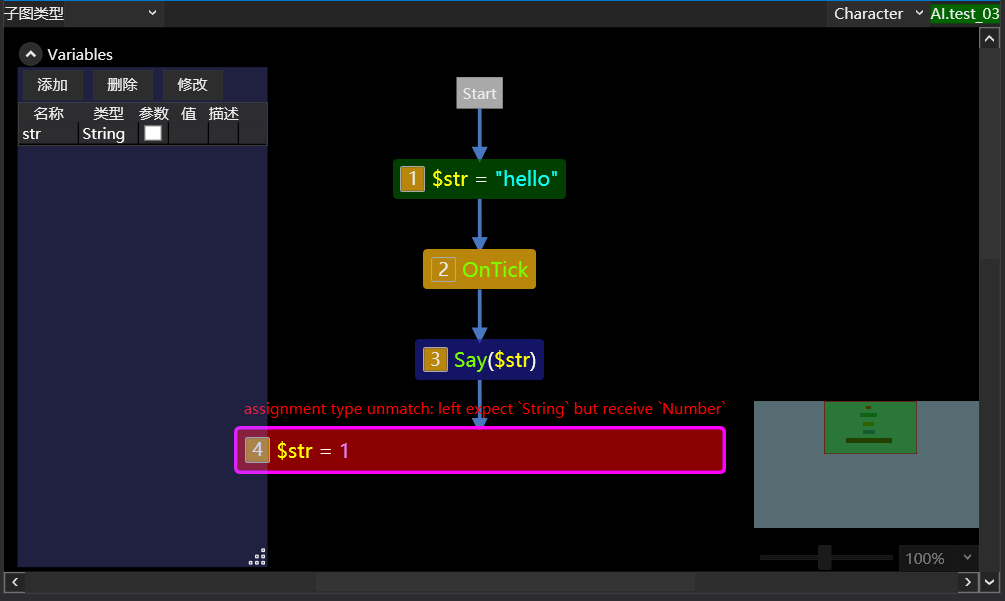 子图类型
Character
AI.test_03
Variables
添加 删除 修改
名称 类型 参数 值 描述
str String
Start
1 $str = "hello"
2 OnTick
3 Say($str)
assignment type unmatch: left expect `String` but receive `Number`
4 $str = 1
100%